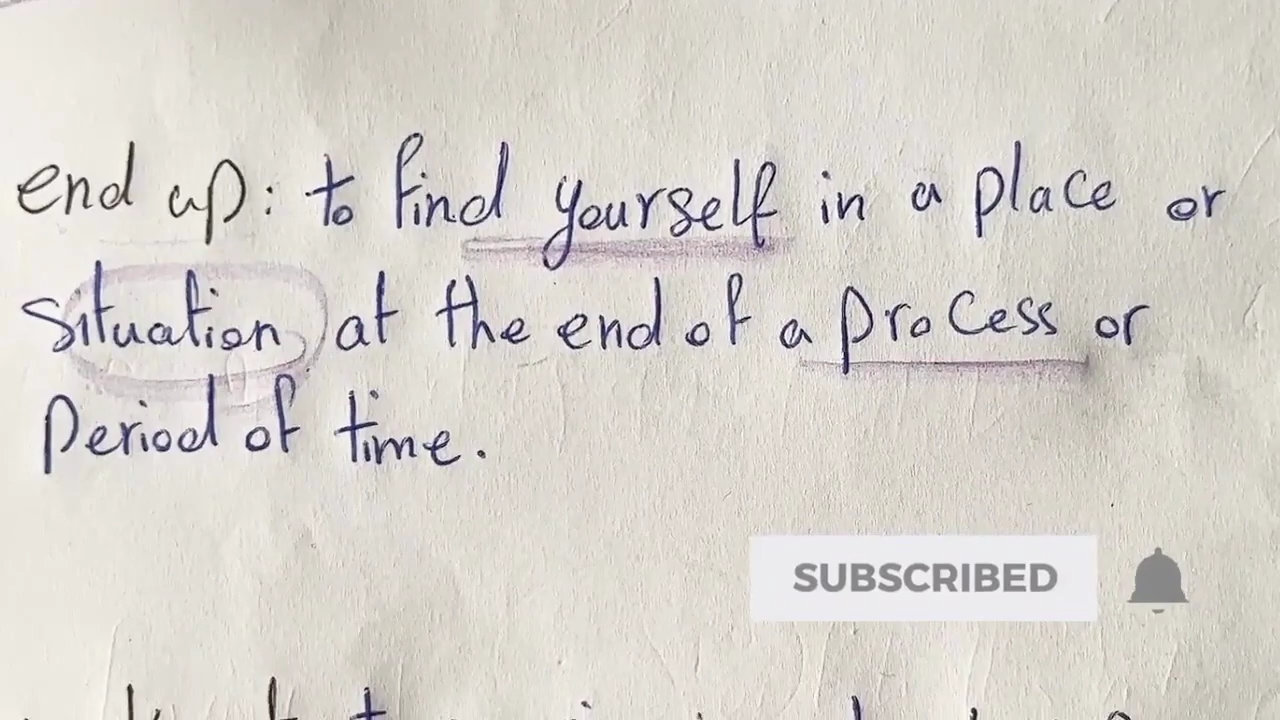 end up: to find yourself in a place or
situation at the end of a process or
period of time.
SUBSCRIBED